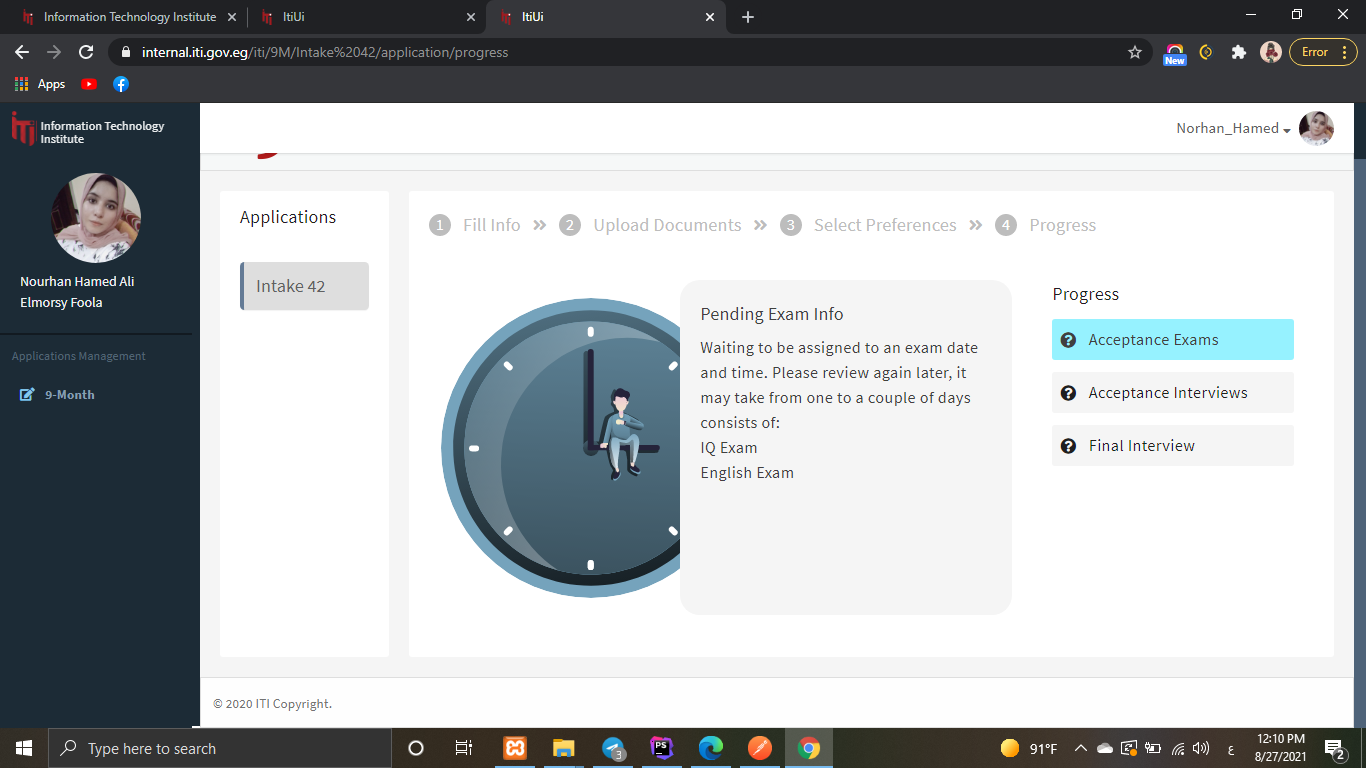 Information Technology Institute
ItiUi
ItiUi
internal.iti.gov.eg/iti/9M/Intake%2042/application/progress
New
Error
Apps
Information Technology
Institute
Norhan_Hamed
Nourhan Hamed Ali
Elmorsy Foola
Applications Management
9-Month
Applications
Intake 42
1 Fill Info » 2 Upload Documents » 3 Select Preferences » 4 Progress
Pending Exam Info
Waiting to be assigned to an exam date
and time. Please review again later, it
may take from one to a couple of days
consists of:
IQ Exam
English Exam
Progress
Acceptance Exams
Acceptance Interviews
Final Interview
© 2020 ITI Copyright.
Type here to search
3
PS
91°F
ع
12:10 PM
8/27/2021
2